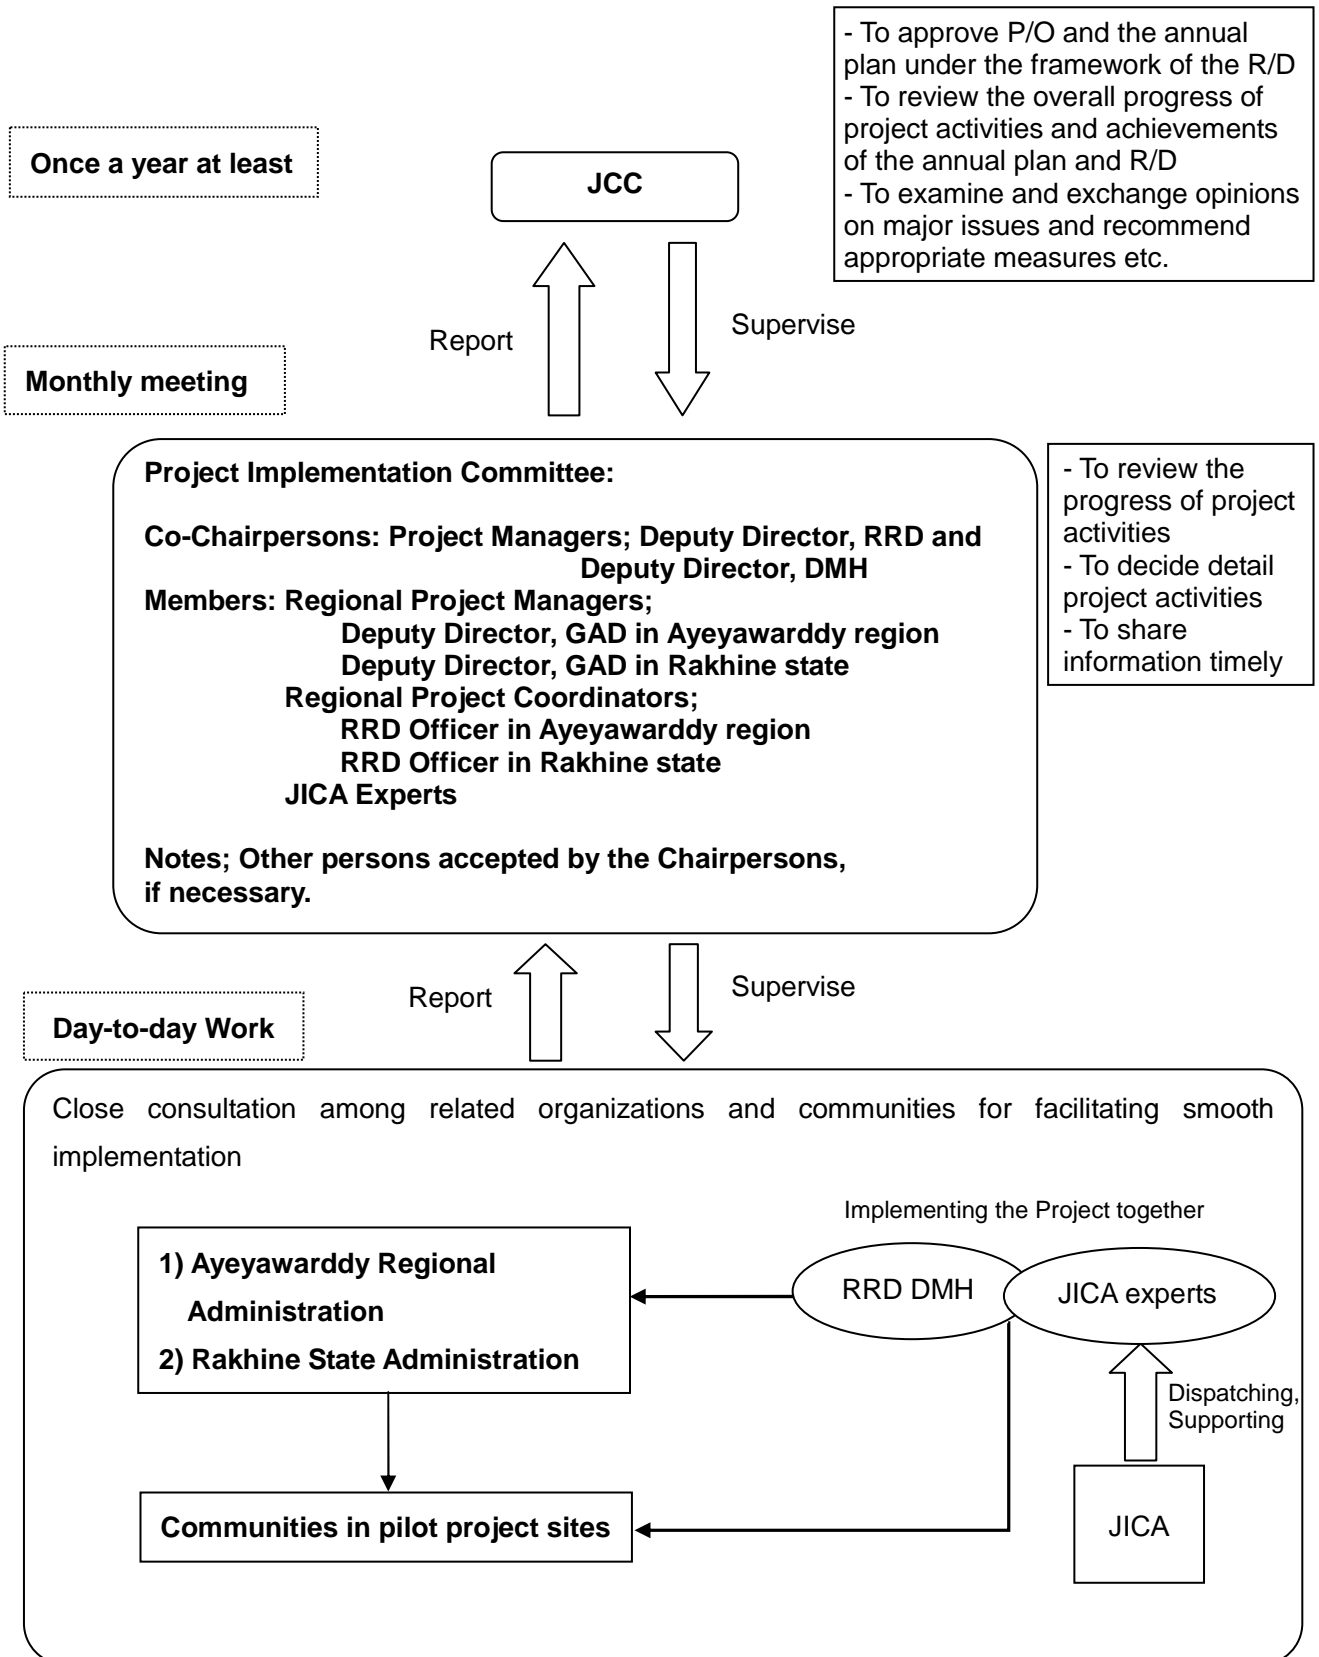 - To approve P/O and the annual
plan under the framework of the R/D
- To review the overall progress of
project activities and achievements
of the annual plan and R/D
- To examine and exchange opinions
on major issues and recommend
appropriate measures etc.
Once a year at least
JCC
Report
Supervise
Monthly meeting
Project Implementation Committee:
Co-Chairpersons: Project Managers; Deputy Director, RRD and
Deputy Director, DMH
Members: Regional Project Managers;
Deputy Director, GAD in Ayeyawarddy region
Deputy Director, GAD in Rakhine state
Regional Project Coordinators;
RRD Officer in Ayeyawarddy region
RRD Officer in Rakhine state
JICA Experts
Notes; Other persons accepted by the Chairpersons,
if necessary.
- To review the
progress of project
activities
- To decide detail
project activities
- To share
information timely
Report
Supervise
Day-to-day Work
Close consultation among related organizations and communities for facilitating smooth
implementation
Implementing the Project together
1) Ayeyawarddy Regional
Administration
2) Rakhine State Administration
RRD DMH
JICA experts
Dispatching,
Supporting
Communities in pilot project sites
JICA